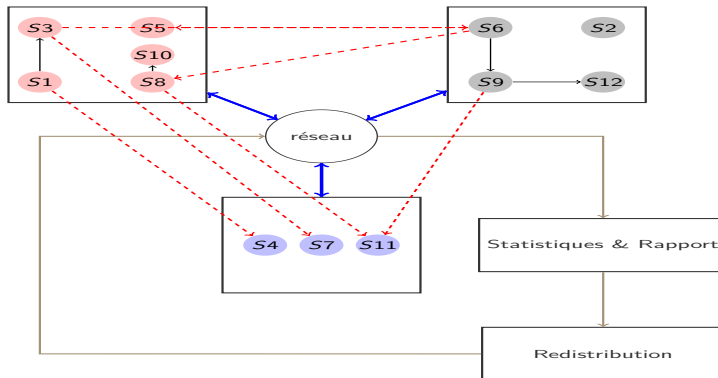 S3 S5 S6 S2
S10
S1 S8 S9 S12
réseau
S4 S7 S11
Statistiques & Rapport
Redistribution